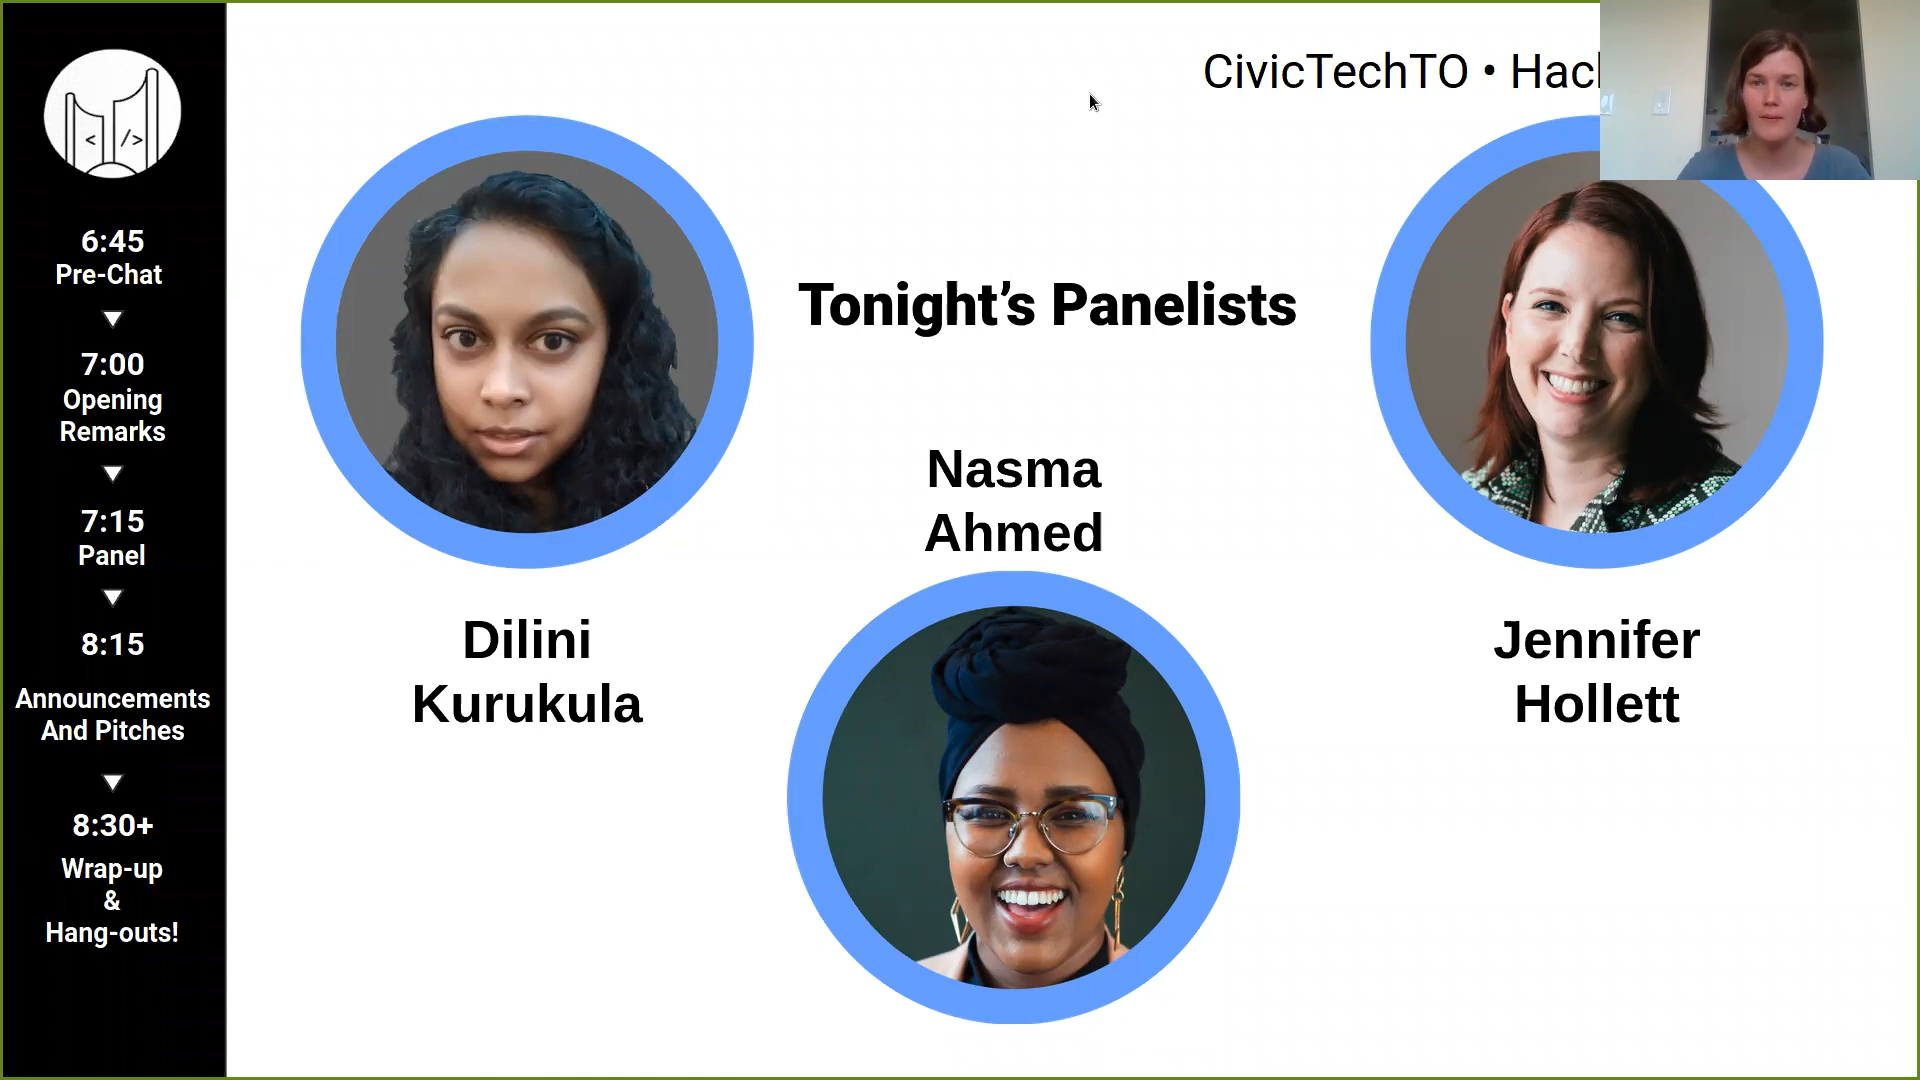 CivicTechTO • Hac
< />
6:45
Pre-Chat
7:00
Opening
Remarks
7:15
Panel
8:15
Announcements
And Pitches
8:30+
Wrap-up
&
Hang-outs!
Tonight's Panelists
Nasma
Ahmed
Dilini
Kurukula
Jennifer
Hollett